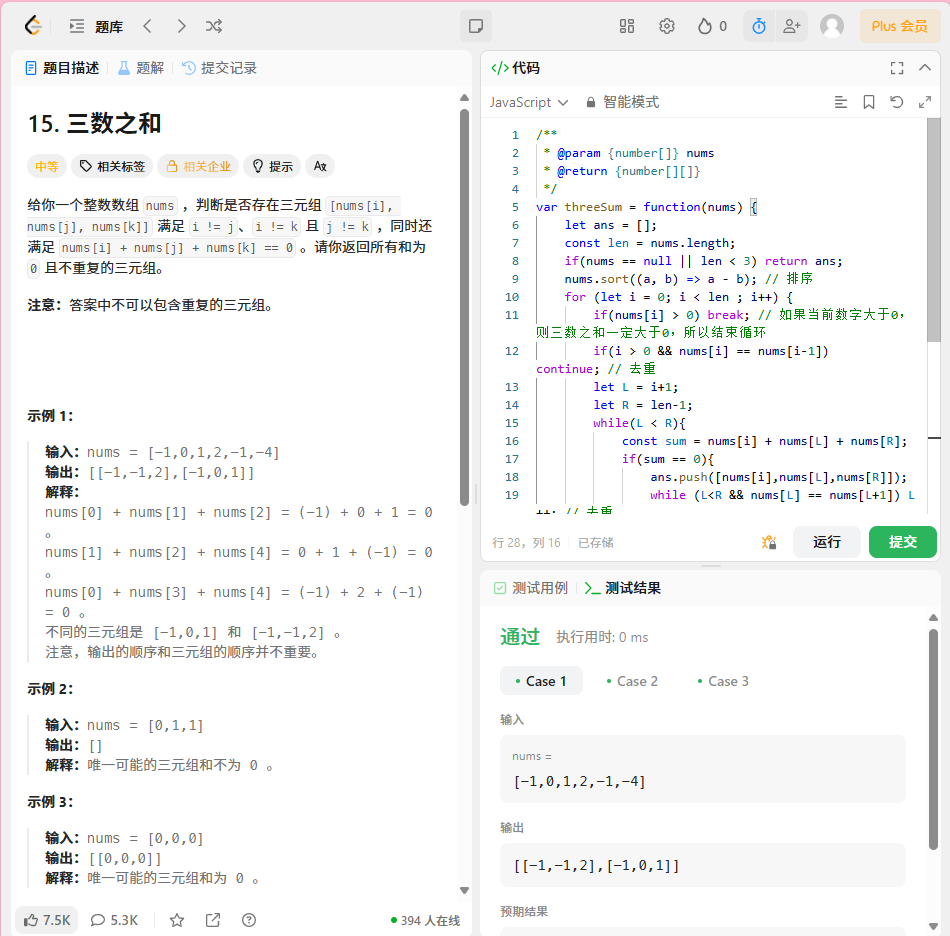 题库
0
Plus 会员
题目描述
题解
提交记录
15. 三数之和
中等
相关标签
相关企业
提示
Aa
给你一个整数数组 nums ，判断是否存在三元组 [nums[i],
nums[j], nums[k]] 满足 i != j、i != k 且 j != k ，同时还
满足 nums[i] + nums[j] + nums[k] == 0 。请你返回所有和为
0 且不重复的三元组。
注意：答案中不可以包含重复的三元组。
示例 1：
输入：nums = [-1,0,1,2,-1,-4]
输出：[[-1,-1,2],[-1,0,1]]
解释：
nums[0] + nums[1] + nums[2] = (-1) + 0 + 1 = 0
。
nums[1] + nums[2] + nums[4] = 0 + 1 + (-1) = 0
。
nums[0] + nums[3] + nums[4] = (-1) + 2 + (-1)
= 0 。
不同的三元组是 [-1,0,1] 和 [-1,-1,2] 。
注意，输出的顺序和三元组的顺序并不重要。
示例 2：
输入：nums = [0,1,1]
输出：[]
解释：唯一可能的三元组和不为 0 。
示例 3：
输入：nums = [0,0,0]
输出：[[0,0,0]]
解释：唯一可能的三元组和为 0 。
7.5K
5.3K
394 人在线
</> 代码
JavaScript
智能模式
1 /**
2 * @param {number[]} nums
3 * @return {number[][]}
4 */
5 var threeSum = function(nums) {
6 let ans = [];
7 const len = nums.length;
8 if(nums == null || len < 3) return ans;
9 nums.sort((a, b) => a - b); // 排序
10 for (let i = 0; i < len ; i++) {
11 if(nums[i] > 0) break; // 如果当前数字大于0，
则三数之和一定大于0，所以结束循环
12 if(i > 0 && nums[i] == nums[i-1])
continue; // 去重
13 let L = i+1;
14 let R = len-1;
15 while(L < R){
16 const sum = nums[i] + nums[L] + nums[R];
17 if(sum == 0){
18 ans.push([nums[i],nums[L],nums[R]]);
19 while (L<R && nums[L] == nums[L+1]) L
++; // 去重
行 28，列 16
已存储
运行
提交
测试用例
测试结果
通过
执行用时: 0 ms
Case 1
Case 2
Case 3
输入
nums =
[-1,0,1,2,-1,-4]
输出
[[-1,-1,2],[-1,0,1]]
预期结果